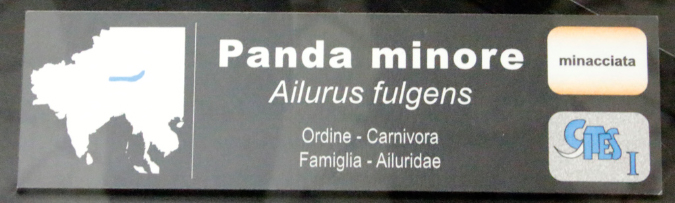 Panda minore
Ailurus fulgens
Ordine - Carnivora
Famiglia - Ailuridae
minacciata
CITES I